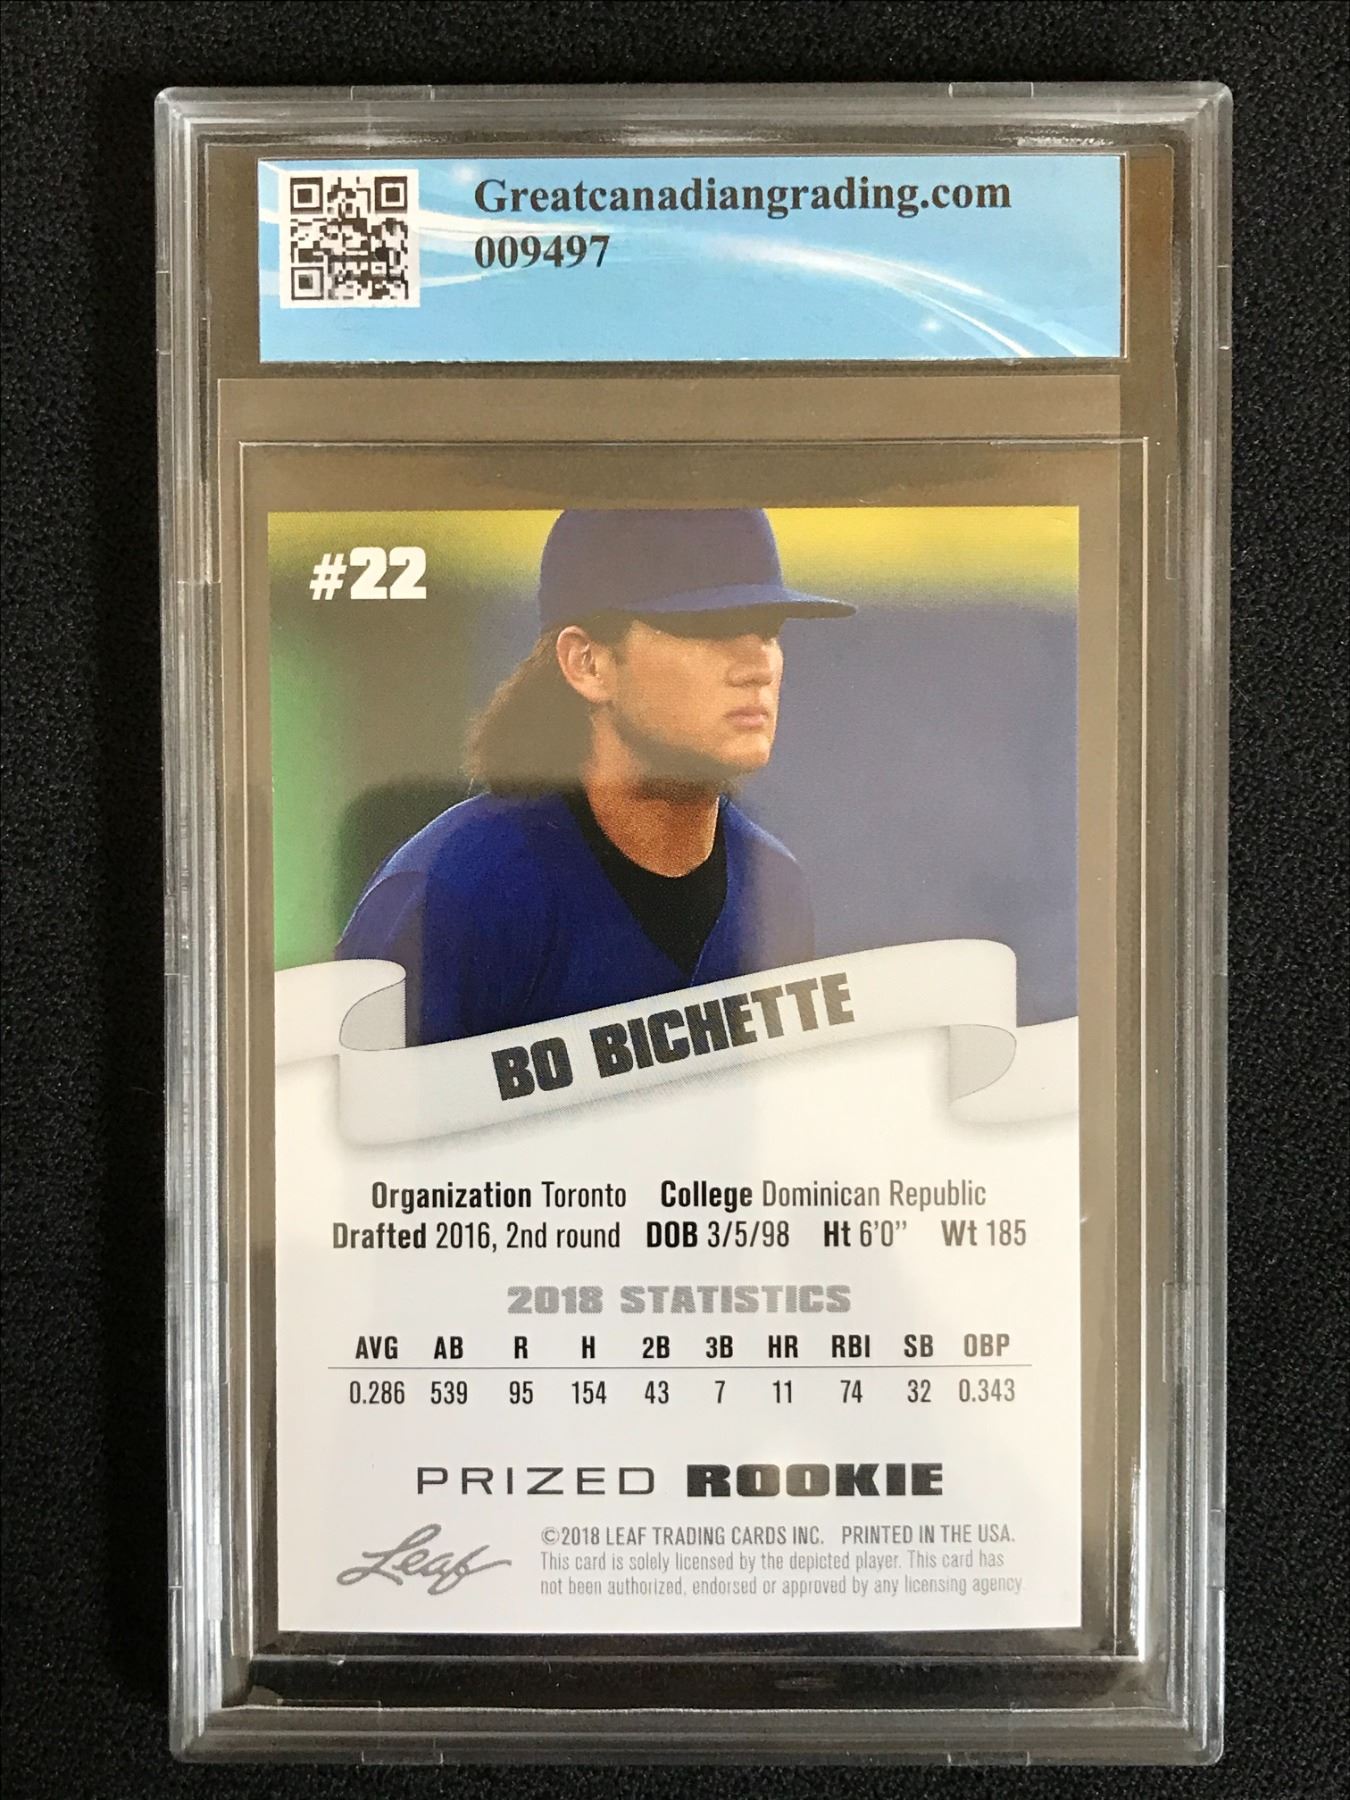 Greatcanadiangrading.com
009497
#22
BO BICHETTE
Organization Toronto College Dominican Republic
Drafted 2016, 2nd round DOB 3/5/98 Ht 6'0” Wt 185
2018 STATISTICS
AVG AB R H 2B 3B HR RBI SB OBP
0.286 539 95 154 43 7 11 74 32 0.343
PRIZED ROOKIE
Leaf
©2018 LEAF TRADING CARDS INC. PRINTED IN THE USA.
This card is solely licensed by the depicted player. This card has
not been authorized, endorsed or approved by any licensing agency.